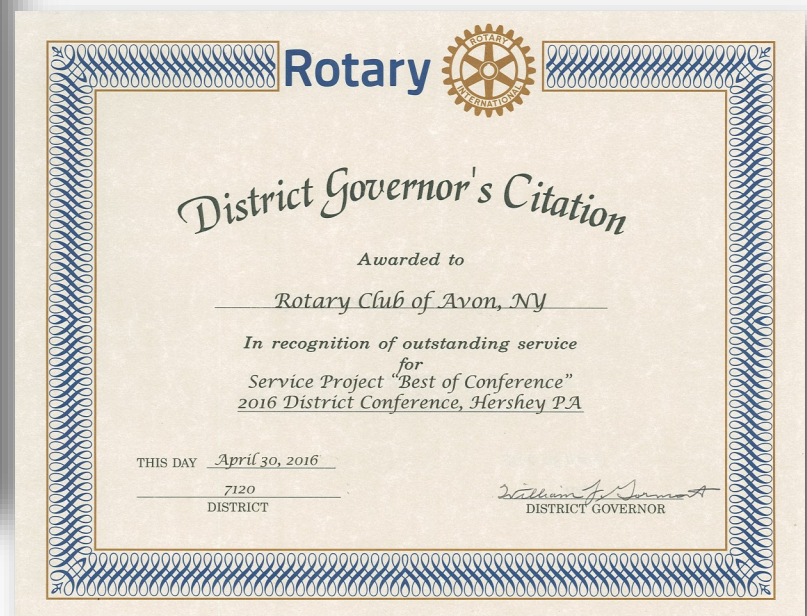 Rotary
ROTARY
INTERNATIONAL
District Governor's Citation
Awarded to
Rotary Club of Avon, NY
In recognition of outstanding service
for
Service Project "Best of Conference"
2016 District Conference, Hershey PA
THIS DAY April 30, 2016
7120
DISTRICT
William J.
DISTRICT GOVERNOR